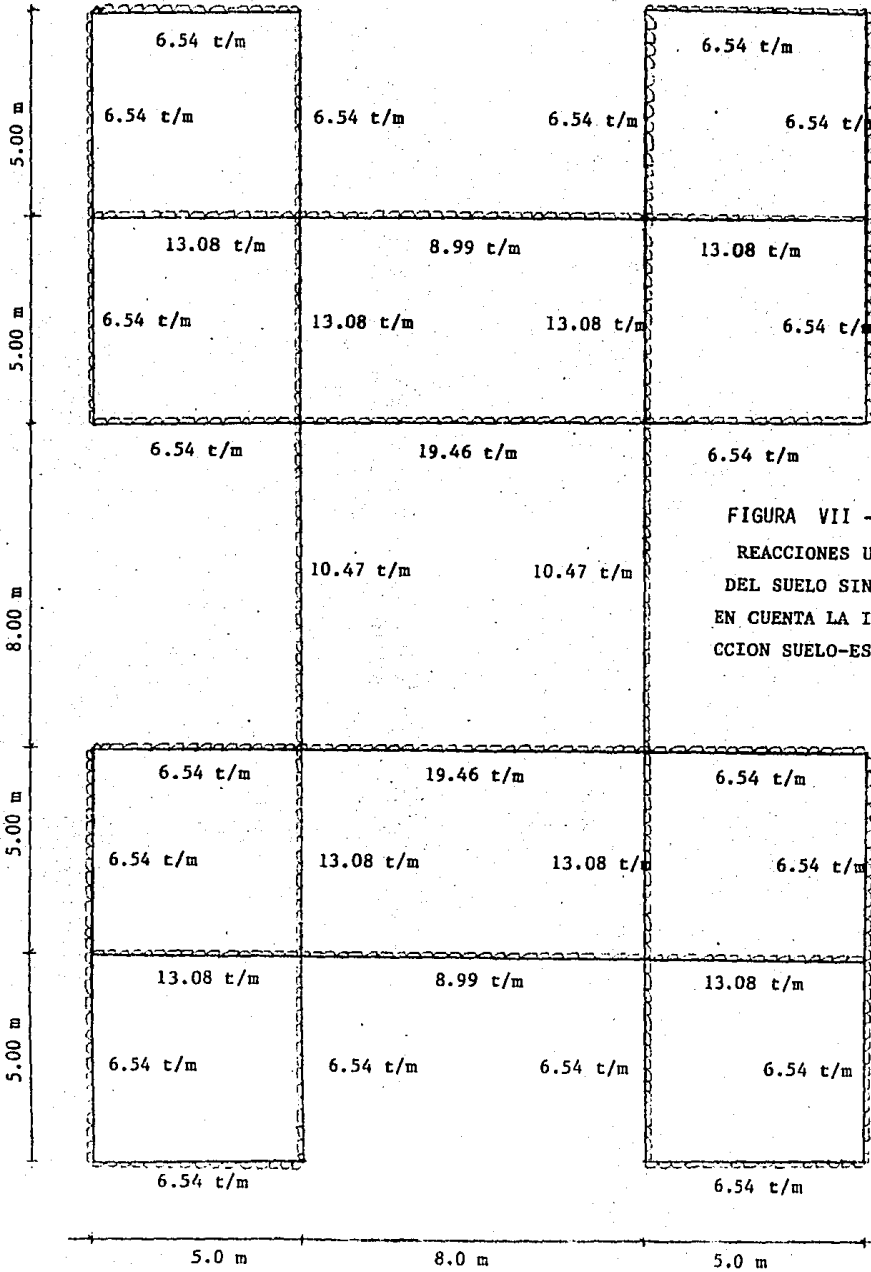 6.54 t/m 6.54 t/m
5.00 m
6.54 t/m 6.54 t/m 6.54 t/m 6.54 t/
13.08 t/m 8.99 t/m 13.08 t/m
5.00 m
6.54 t/m 13.08 t/m 13.08 t/m 6.54 t/
6.54 t/m 19.46 t/m 6.54 t/m
FIGURA VII -
REACCIONES U
DEL SUELO SIN
EN CUENTA LA I
CCION SUELO-ES
8.00 m
10.47 t/m 10.47 t/m
6.54 t/m 19.46 t/m 6.54 t/m
5.00 m
6.54 t/m 13.08 t/m 13.08 t/m 6.54 t/m
13.08 t/m 8.99 t/m 13.08 t/m
5.00 m
6.54 t/m 6.54 t/m 6.54 t/m 6.54 t/m
6.54 t/m 6.54 t/m
5.0 m 8.0 m 5.0 m